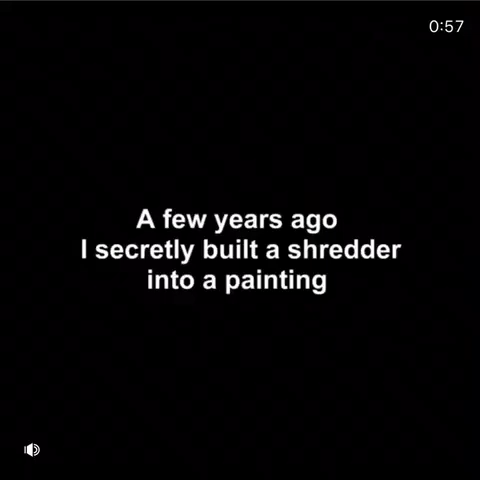 0:57
A few years ago
I secretly built a shredder
into a painting